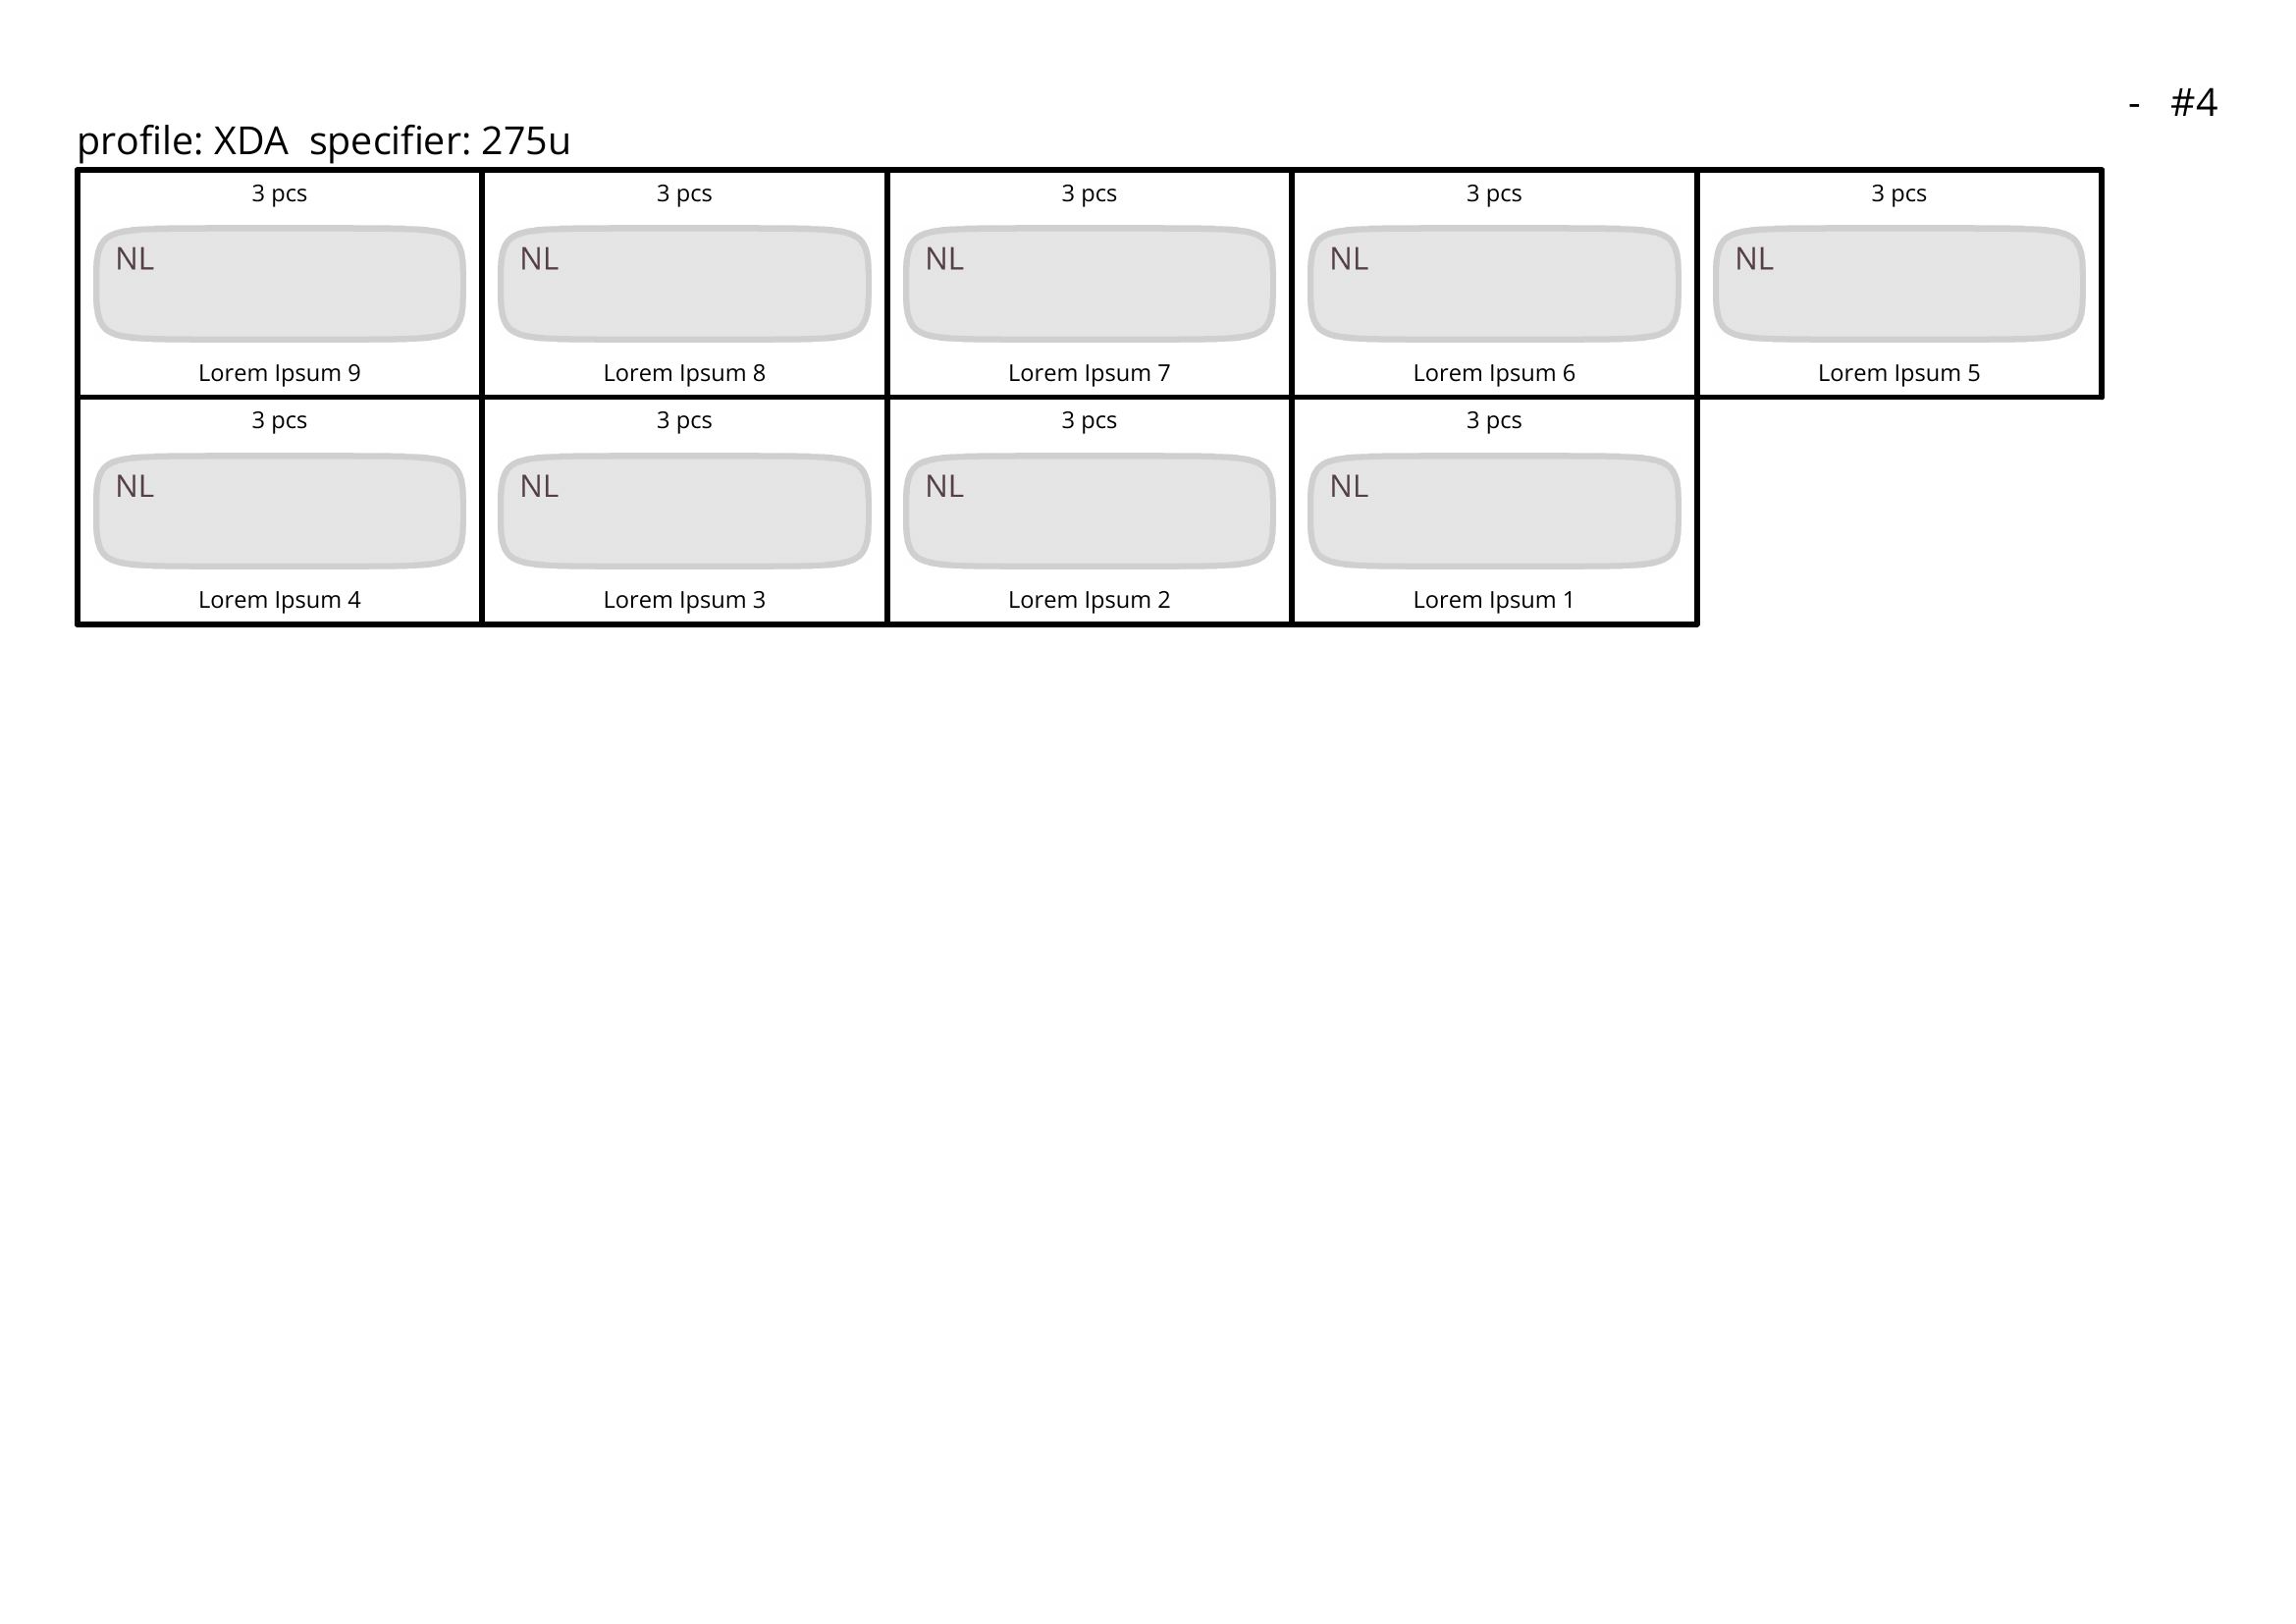 - #4
profile: XDA specifier: 275u
3 pcs 3 pcs 3 pcs 3 pcs 3 pcs
NL NL NL NL NL
Lorem Ipsum 9 Lorem Ipsum 8 Lorem Ipsum 7 Lorem Ipsum 6 Lorem Ipsum 5
3 pcs 3 pcs 3 pcs 3 pcs
NL NL NL NL
Lorem Ipsum 4 Lorem Ipsum 3 Lorem Ipsum 2 Lorem Ipsum 1